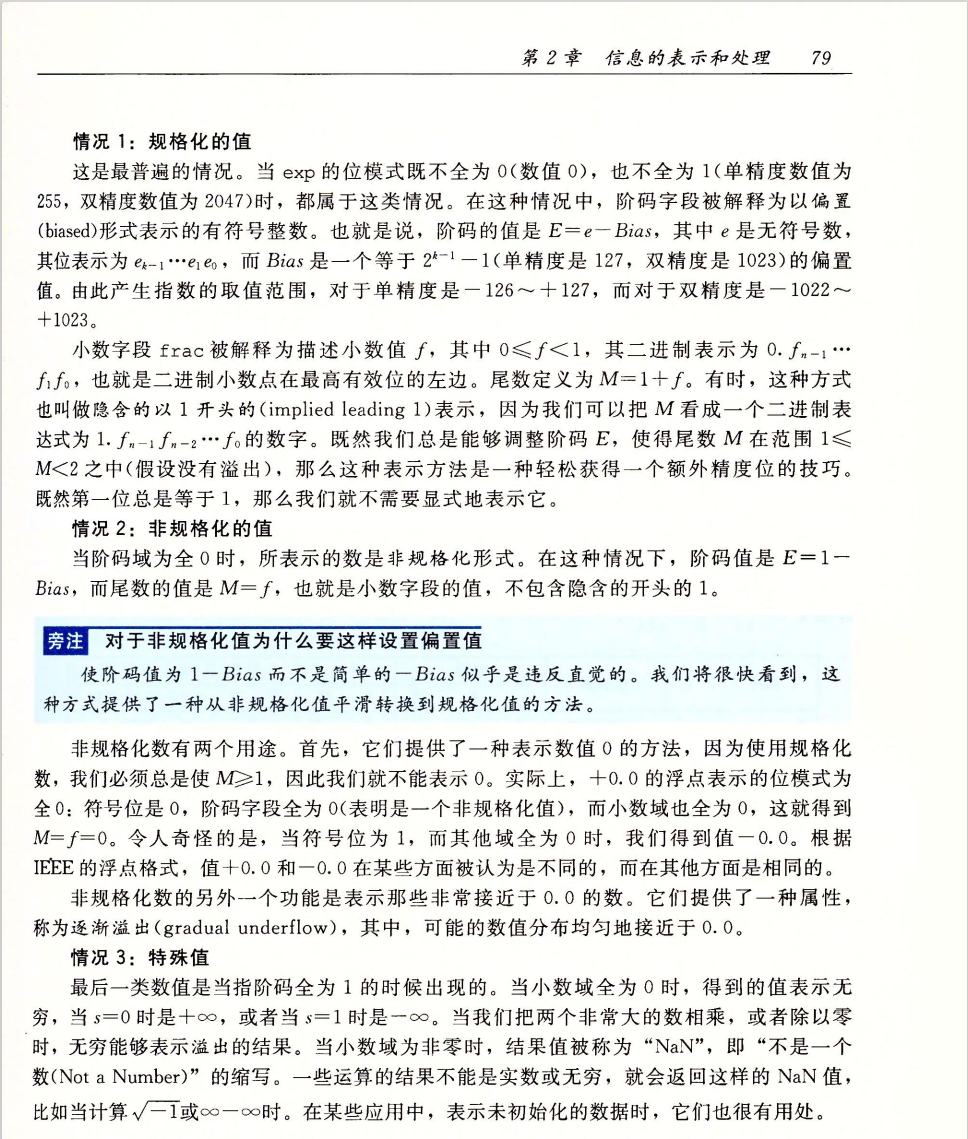 第 2 章 信息的表示和处理 79
情况 1：规格化的值
这是最普遍的情况。当 exp 的位模式既不全为 0(数值 0)，也不全为 1(单精度数值为
255，双精度数值为 2047)时，都属于这类情况。在这种情况中，阶码字段被解释为以偏置
(biased)形式表示的有符号整数。也就是说，阶码的值是 E=e−Bias，其中 e 是无符号数，
其位表示为 eₖ₋₁⋯e₁e₀，而 Bias 是一个等于 2ᵏ⁻¹−1(单精度是 127，双精度是 1023)的偏置
值。由此产生指数的取值范围，对于单精度是−126～+127，而对于双精度是−1022～
+1023。
小数字段 frac 被解释为描述小数值 f，其中 0≤f<1，其二进制表示为 0.fₙ₋₁⋯
f₁f₀，也就是二进制小数点在最高有效位的左边。尾数定义为 M=1+f。有时，这种方式
也叫做隐含的以 1 开头的(implied leading 1)表示，因为我们可以把 M 看成一个二进制表
达式为 1.fₙ₋₁fₙ₋₂⋯f₀的数字。既然我们总是能够调整阶码 E，使得尾数 M 在范围 1≤
M<2 之中(假设没有溢出)，那么这种表示方法是一种轻松获得一个额外精度位的技巧。
既然第一位总是等于 1，那么我们就不需要显式地表示它。
情况 2：非规格化的值
当阶码域为全 0 时，所表示的数是非规格化形式。在这种情况下，阶码值是 E=1−
Bias，而尾数的值是 M=f，也就是小数字段的值，不包含隐含的开头的 1。
旁注 对于非规格化值为什么要这样设置偏置值
使阶码值为 1−Bias 而不是简单的−Bias 似乎是违反直觉的。我们将很快看到，这
种方式提供了一种从非规格化值平滑转换到规格化值的方法。
非规格化数有两个用途。首先，它们提供了一种表示数值 0 的方法，因为使用规格化
数，我们必须总是使 M≥1，因此我们就不能表示 0。实际上，+0.0 的浮点表示的位模式为
全 0：符号位是 0，阶码字段全为 0(表明是一个非规格化值)，而小数域也全为 0，这就得到
M=f=0。令人奇怪的是，当符号位为 1，而其他域全为 0 时，我们得到值−0.0。根据
IEEE 的浮点格式，值+0.0 和−0.0 在某些方面被认为是不同的，而在其他方面是相同的。
非规格化数的另外一个功能是表示那些非常接近于 0.0 的数。它们提供了一种属性，
称为逐渐溢出(gradual underflow)，其中，可能的数值分布均匀地接近于 0.0。
情况 3：特殊值
最后一类数值是当指阶码全为 1 的时候出现的。当小数域全为 0 时，得到的值表示无
穷，当 s=0 时是+∞，或者当 s=1 时是−∞。当我们把两个非常大的数相乘，或者除以零
时，无穷能够表示溢出的结果。当小数域为非零时，结果值被称为“NaN”，即“不是一个
数(Not a Number)”的缩写。一些运算的结果不能是实数或无穷，就会返回这样的 NaN 值，
比如当计算√−1或∞−∞时。在某些应用中，表示未初始化的数据时，它们也很有用处。